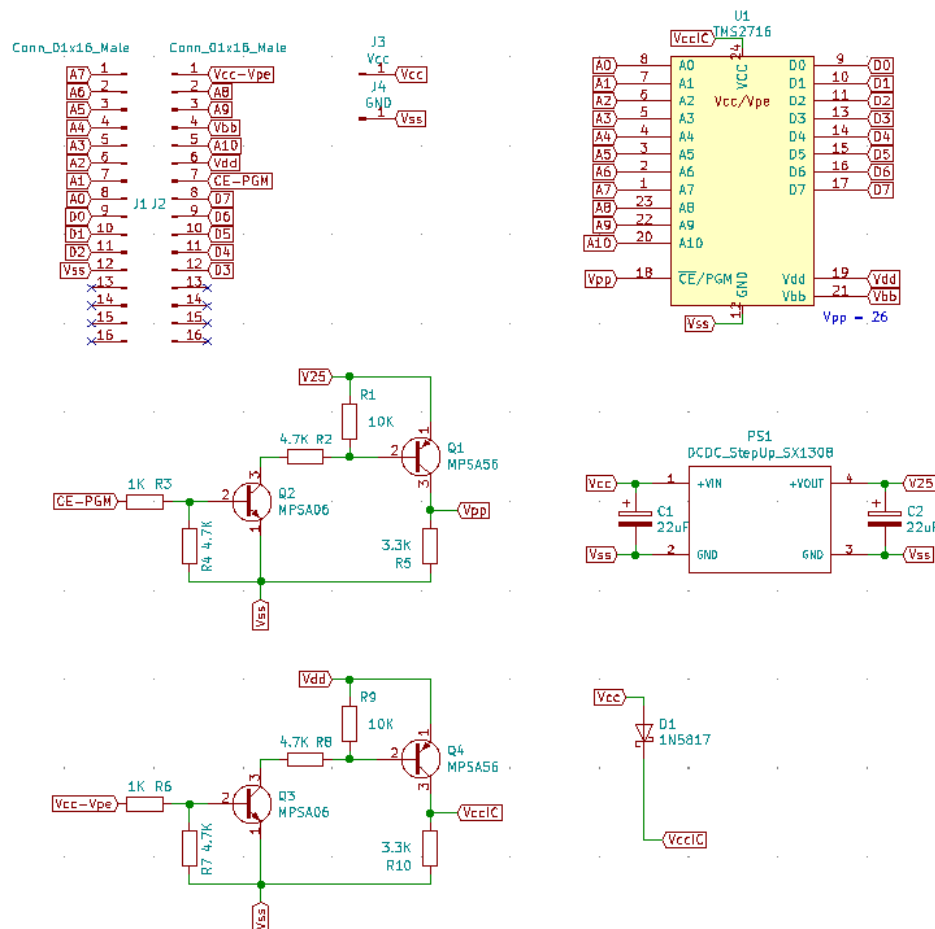 Conn_01x16_Male
Conn_01x16_Male
A7 1
A6 2
A5 3
A4 4
A3 5
A2 6
A1 7
A0 8
D0 9
D1 10
D2 11
Vss 12
13
14
15
16
J1 J2
1 Vcc-Vpe
2 A8
3 A9
4 Vbb
5 A10
6 Vdd
7 CE-PGM
8 D7
9 D6
10 D5
11 D4
12 D3
13
14
15
16
J3
Vcc
1 Vcc
J4
GND
1 Vss
U1
TMS2716
VccIC
24
VCC
Vcc/Vpe
A0 8 A0
A1 7 A1
A2 6 A2
A3 5 A3
A4 4 A4
A5 3 A5
A6 2 A6
A7 1 A7
A8 23 A8
A9 22 A9
A10 20 A10
Vpp 18 CE/PGM
D0 9 D0
D1 10 D1
D2 11 D2
D3 13 D3
D4 14 D4
D5 15 D5
D6 16 D6
D7 17 D7
Vdd 19 Vdd
Vbb 21 Vbb
GND
12
Vss
Vpp = 26
V25
R1
10K
4.7K R2
1
2
3
Q1
MPSA56
CE-PGM
1K R3
2
3
1
Q2
MPSA06
R4 4.7K
Vpp
3.3K
R5
Vss
PS1
DCDC_StepUp_SX1308
Vcc
1 +VIN
+VOUT 4
V25
C1
22uF
C2
22uF
Vss
2 GND
GND 3
Vss
Vdd
R9
10K
4.7K R8
1
2
3
Q4
MPSA56
Vcc-Vpe
1K R6
2
3
1
Q3
MPSA06
R7 4.7K
VccIC
3.3K
R10
Vss
Vcc
D1
1N5817
VccIC